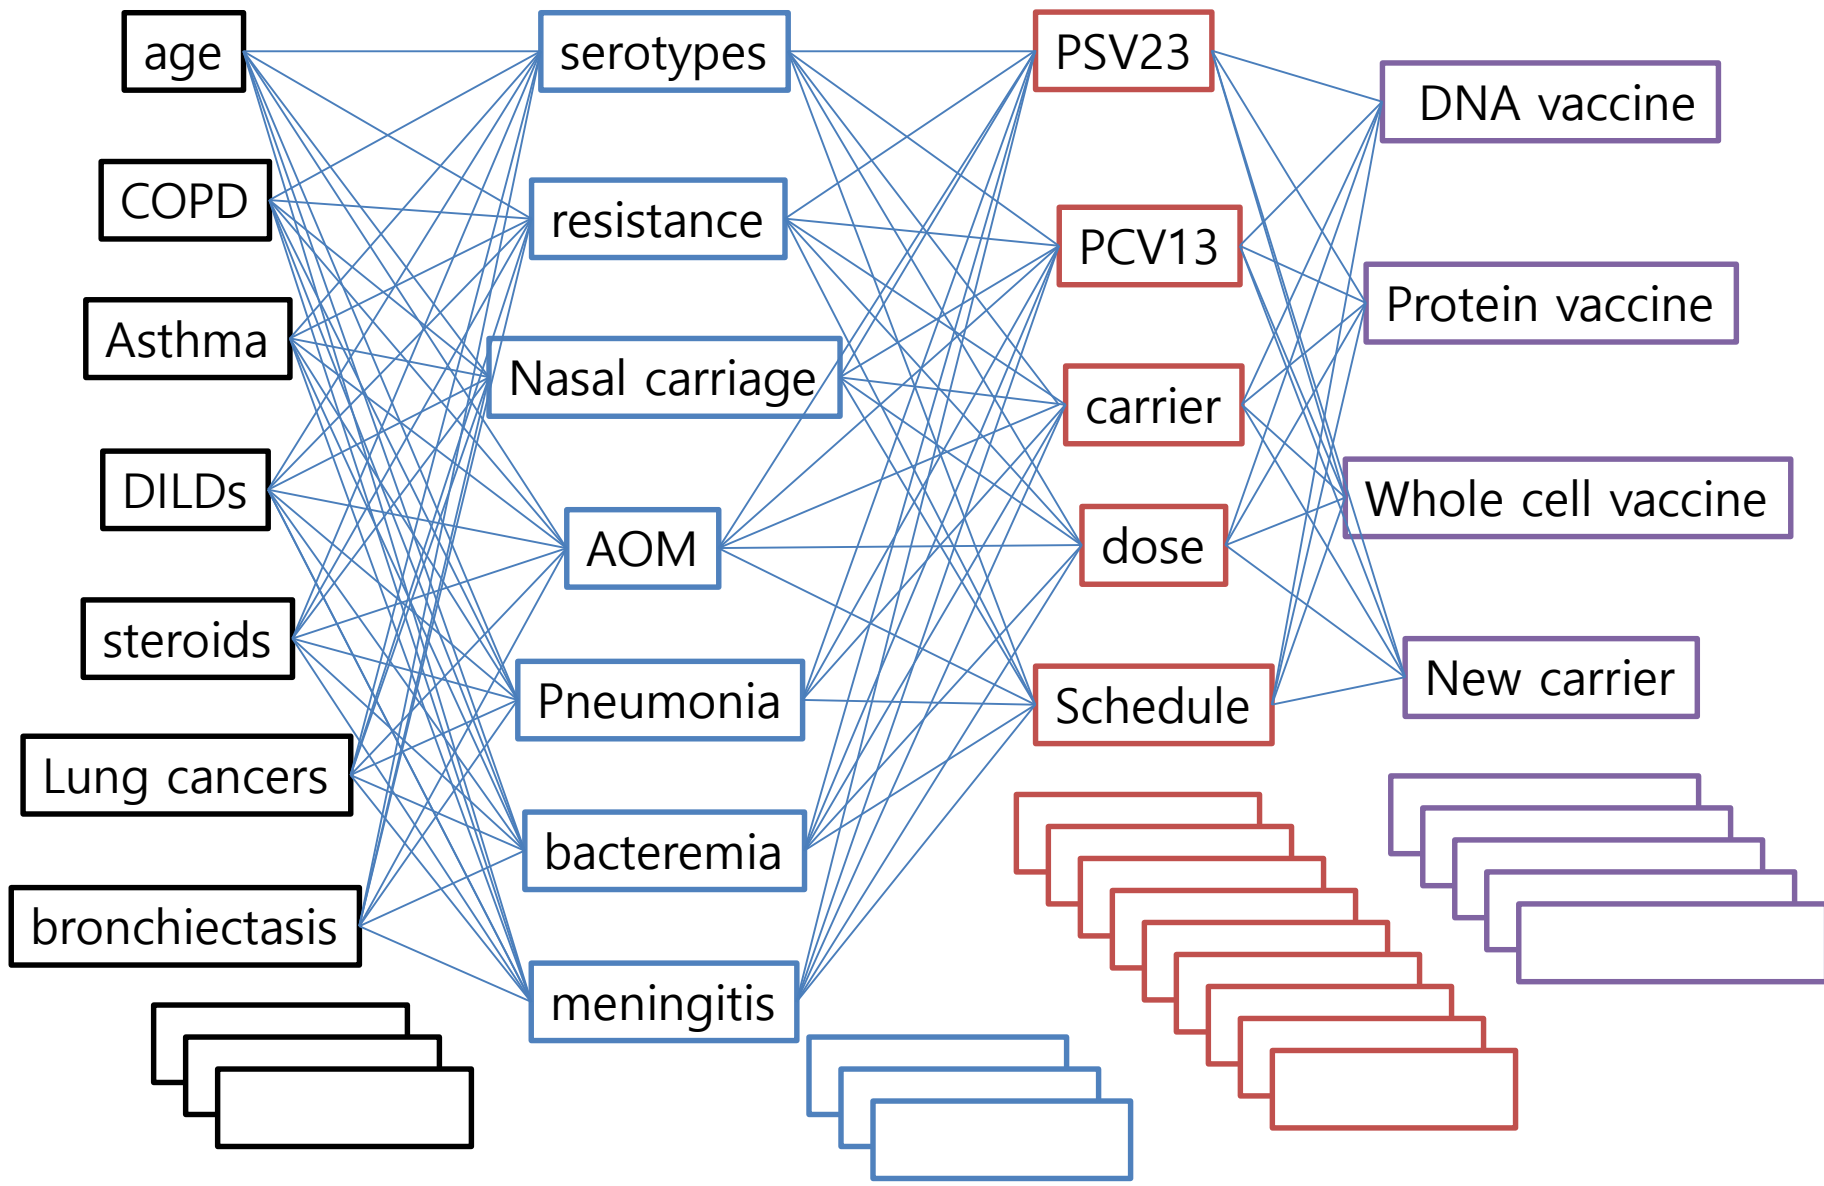 age
COPD
Asthma
DILDs
steroids
Lung cancers
bronchiectasis
serotypes
resistance
Nasal carriage
AOM
Pneumonia
bacteremia
meningitis
PSV23
PCV13
carrier
dose
Schedule
DNA vaccine
Protein vaccine
Whole cell vaccine
New carrier